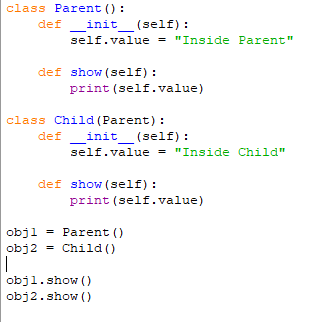 class Parent():
    def __init__(self):
        self.value = "Inside Parent"
    def show(self):
        print(self.value)
class Child(Parent):
    def __init__(self):
        self.value = "Inside Child"
    def show(self):
        print(self.value)
obj1 = Parent()
obj2 = Child()
obj1.show()
obj2.show()